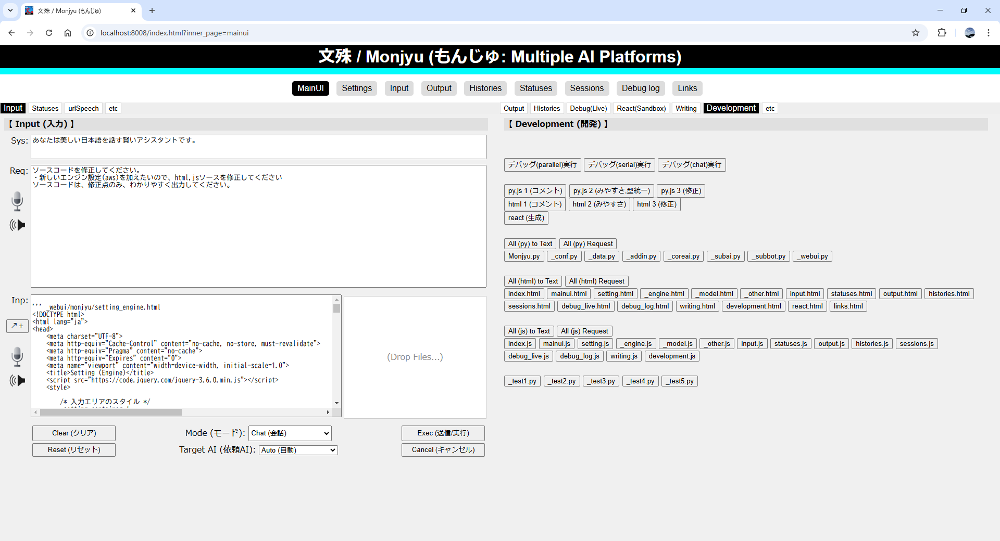 文殊 / Monjyu (もんじゅ)
localhost:8008/index.html?inner_page=mainui
文殊 / Monjyu (もんじゅ: Multiple AI Platforms)
MainUI Settings Input Output Histories Statuses Sessions Debug log Links
Input Statuses urlSpeech etc
Output Histories Debug(Live) React(Sandbox) Writing Development etc
【 Input (入力) 】
【 Development (開発) 】
Sys: あなたは美しい日本語を話す賢いアシスタントです。
Req: ソースコードを修正してください。
・新しいエンジン設定(aws)を加えたいので、html,jsソースを修正してください
ソースコードは、修正点のみ、わかりやすく出力してください。
Inp:
''' _webui/monjyu/setting_engine.html
<!DOCTYPE html>
<html lang="ja">
<head>
<meta charset="UTF-8">
<meta http-equiv="Cache-Control" content="no-cache, no-store, must-revalidate">
<meta http-equiv="Pragma" content="no-cache">
<meta http-equiv="Expires" content="0">
<meta name="viewport" content="width=device-width, initial-scale=1.0">
<title>Setting (Engine)</title>
<script src="https://code.jquery.com/jquery-3.6.0.min.js"></script>
<style>
/* 入力エリアのスタイル */
↗+
(Drop Files...)
Clear (クリア) Mode (モード): Chat (会話) Exec (送信/実行)
Reset (リセット) Target AI (依頼AI): Auto (自動) Cancel (キャンセル)
デバッグ(parallel)実行 デバッグ(serial)実行 デバッグ(chat)実行
py,js 1 (コメント) py,js 2 (みやすさ,型統一) py,js 3 (修正)
html 1 (コメント) html 2 (みやすさ) html 3 (修正)
react (生成)
All (py) to Text All (py) Request
Monjyu.py _conf.py _data.py _addin.py _coreai.py _subai.py _subbot.py _webui.py
All (html) to Text All (html) Request
index.html mainui.html setting.html _engine.html _model.html _other.html input.html statuses.html output.html histories.html
sessions.html debug_live.html debug_log.html writing.html development.html react.html links.html
All (js) to Text All (js) Request
index.js mainui.js setting.js _engine.js _model.js _other.js input.js statuses.js output.js histories.js sessions.js
debug_live.js debug_log.js writing.js development.js
_test1.py _test2.py _test3.py _test4.py _test5.py